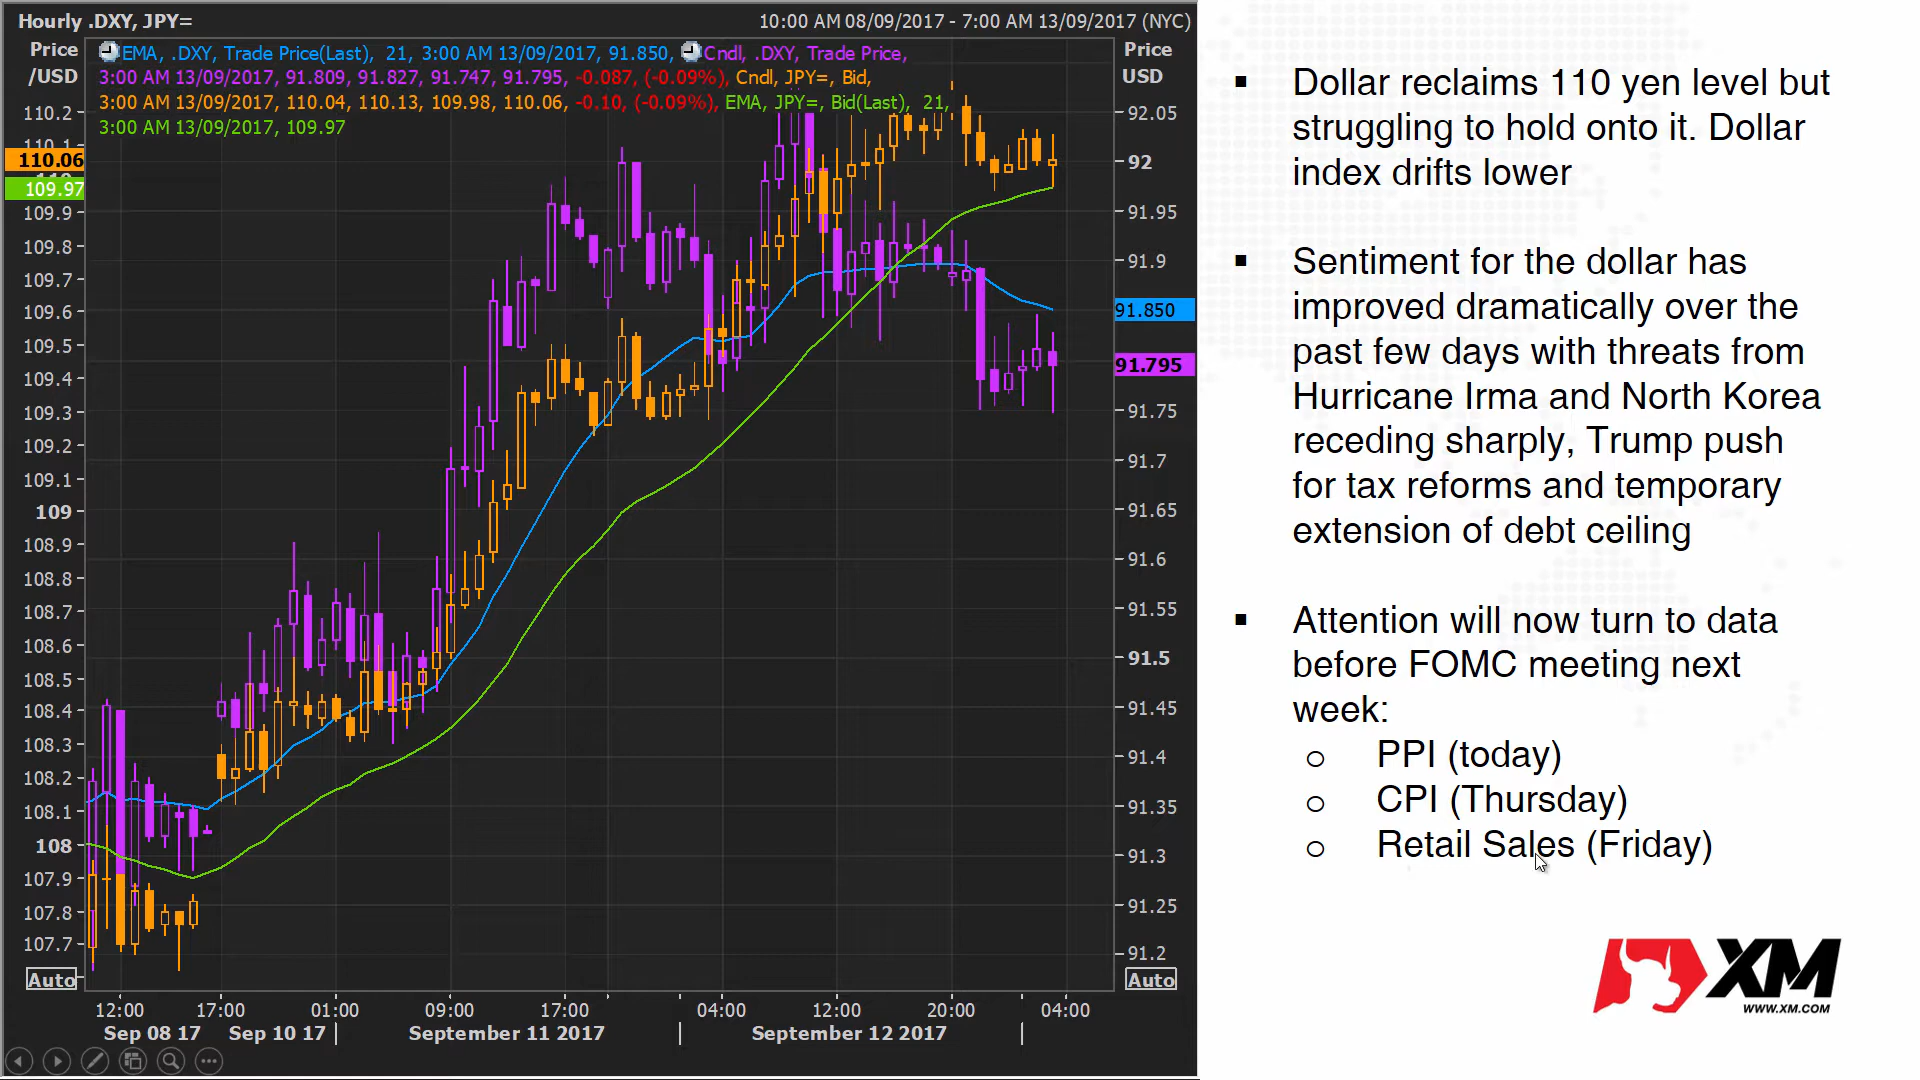 Hourly .DXY, JPY=
10:00 AM 08/09/2017 - 7:00 AM 13/09/2017 (NYC)
Price
/USD
Price
USD
EMA, .DXY, Trade Price(Last), 21, 3:00 AM 13/09/2017, 91.850, Cndl, .DXY, Trade Price,
3:00 AM 13/09/2017, 91.809, 91.827, 91.747, 91.795, -0.087, (-0.09%), Cndl, JPY=, Bid,
3:00 AM 13/09/2017, 110.04, 110.13, 109.98, 110.06, -0.10, (-0.09%), EMA, JPY=, Bid(Last), 21,
3:00 AM 13/09/2017, 109.97
110.2
110.06
109.97
109.9
109.8
109.7
109.6
109.5
109.4
109.3
109.2
109.1
109
108.9
108.8
108.7
108.6
108.5
108.4
108.3
108.2
108.1
108
107.9
107.8
107.7
Auto
92.05
92
91.95
91.9
91.850
91.795
91.75
91.7
91.65
91.6
91.55
91.5
91.45
91.4
91.35
91.3
91.25
91.2
Auto
12:00 17:00 01:00 09:00 17:00 04:00 12:00 20:00 04:00
Sep 08 17 Sep 10 17 September 11 2017 September 12 2017
▪ Dollar reclaims 110 yen level but
struggling to hold onto it. Dollar
index drifts lower
▪ Sentiment for the dollar has
improved dramatically over the
past few days with threats from
Hurricane Irma and North Korea
receding sharply, Trump push
for tax reforms and temporary
extension of debt ceiling
▪ Attention will now turn to data
before FOMC meeting next
week:
o PPI (today)
o CPI (Thursday)
o Retail Sales (Friday)
XM
WWW.XM.COM